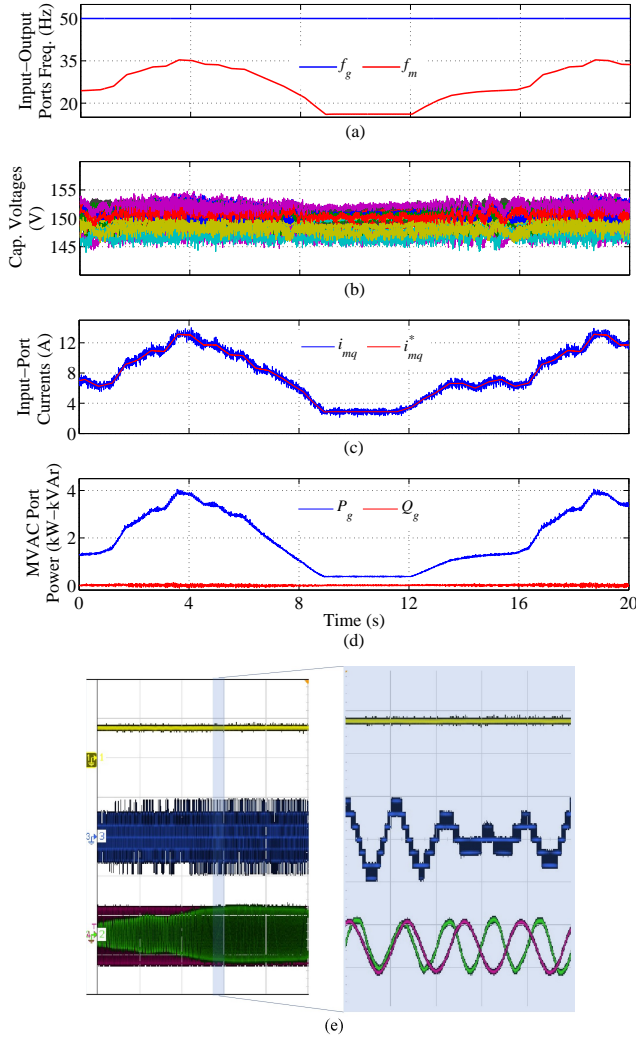 Input−Output
Ports Freq. (Hz)
50
35
20
f_g f_m
(a)
Cap. Voltages
(V)
155
150
145
(b)
Input−Port
Currents (A)
12
8
4
0
i_mq i*_mq
(c)
MVAC Port
Power (kW−kVAr)
4
2
0
P_g Q_g
0 4 8 12 16 20
Time (s)
(d)
1
3 3
2
(e)